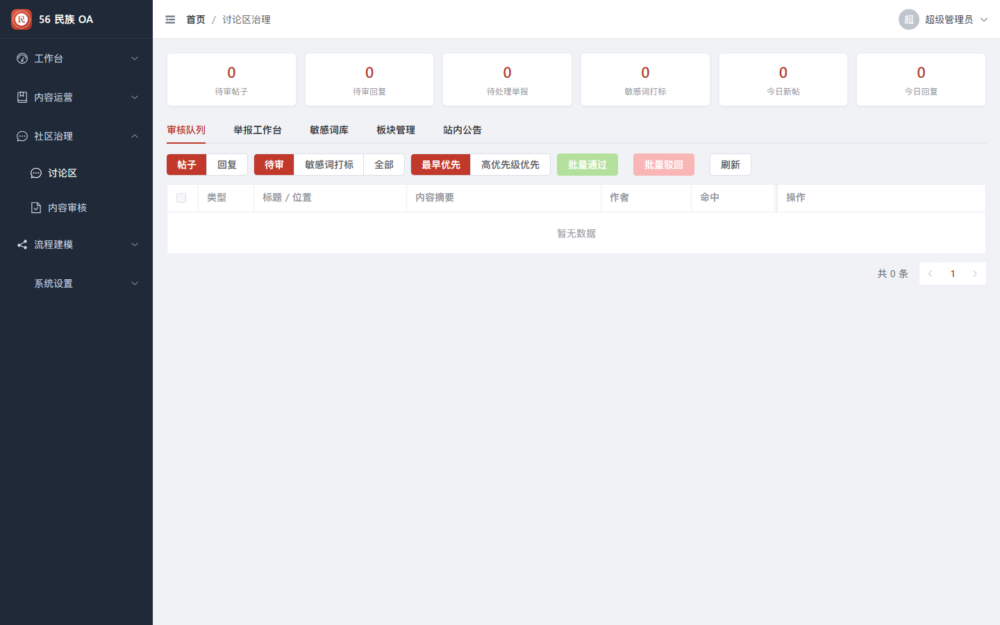 民 56 民族 OA
工作台
内容运营
社区治理
讨论区
内容审核
流程建模
系统设置
首页 / 讨论区治理
超 超级管理员
0 0 0 0 0 0
待审帖子 待审回复 待处理举报 敏感词打标 今日新帖 今日回复
审核队列 举报工作台 敏感词库 板块管理 站内公告
帖子 回复 待审 敏感词打标 全部 最早优先 高优先级优先 批量通过 批量驳回 刷新
类型 标题 / 位置 内容摘要 作者 命中 操作
暂无数据
共 0 条 1